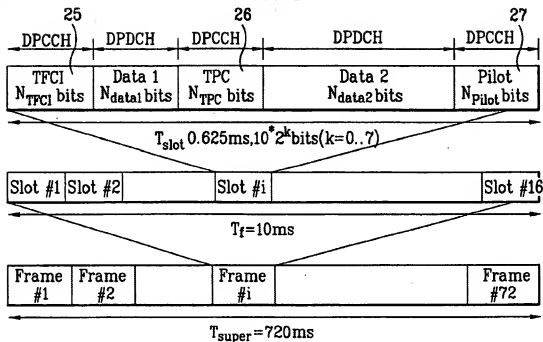 25 26 27
DPCCH DPDCH DPCCH DPDCH DPCCH
TFCI Data 1 TPC Data 2 Pilot
N_TFCI bits N_data1 bits N_TPC bits N_data2 bits N_Pilot bits
T_slot 0.625ms,10*2^k bits(k=0..7)
Slot #1 Slot #2 Slot #i Slot #16
T_f=10ms
Frame Frame Frame Frame
#1 #2 #i #72
T_super=720ms